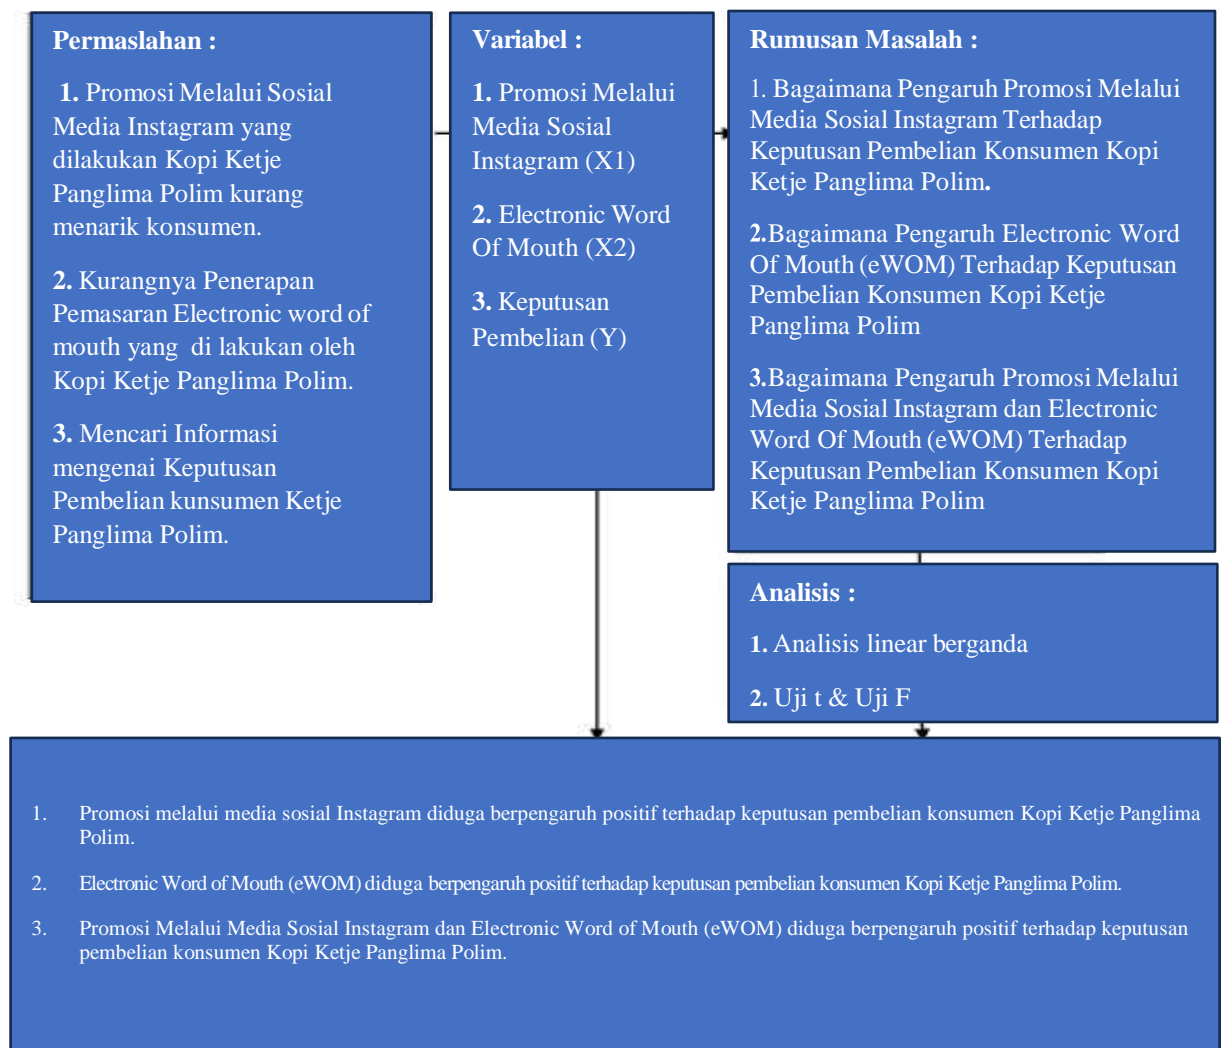 Permaslahan :
1. Promosi Melalui Sosial
Media Instagram yang
dilakukan Kopi Ketje
Panglima Polim kurang
menarik konsumen.
2. Kurangnya Penerapan
Pemasaran Electronic word of
mouth yang di lakukan oleh
Kopi Ketje Panglima Polim.
3. Mencari Informasi
mengenai Keputusan
Pembelian kunsumen Ketje
Panglima Polim.
Variabel :
1. Promosi Melalui
Media Sosial
Instagram (X1)
2. Electronic Word
Of Mouth (X2)
3. Keputusan
Pembelian (Y)
Rumusan Masalah :
1. Bagaimana Pengaruh Promosi Melalui
Media Sosial Instagram Terhadap
Keputusan Pembelian Konsumen Kopi
Ketje Panglima Polim.
2.Bagaimana Pengaruh Electronic Word
Of Mouth (eWOM) Terhadap Keputusan
Pembelian Konsumen Kopi Ketje
Panglima Polim
3.Bagaimana Pengaruh Promosi Melalui
Media Sosial Instagram dan Electronic
Word Of Mouth (eWOM) Terhadap
Keputusan Pembelian Konsumen Kopi
Ketje Panglima Polim
Analisis :
1. Analisis linear berganda
2. Uji t & Uji F
1. Promosi melalui media sosial Instagram diduga berpengaruh positif terhadap keputusan pembelian konsumen Kopi Ketje Panglima
Polim.
2. Electronic Word of Mouth (eWOM) diduga berpengaruh positif terhadap keputusan pembelian konsumen Kopi Ketje Panglima Polim.
3. Promosi Melalui Media Sosial Instagram dan Electronic Word of Mouth (eWOM) diduga berpengaruh positif terhadap keputusan
pembelian konsumen Kopi Ketje Panglima Polim.